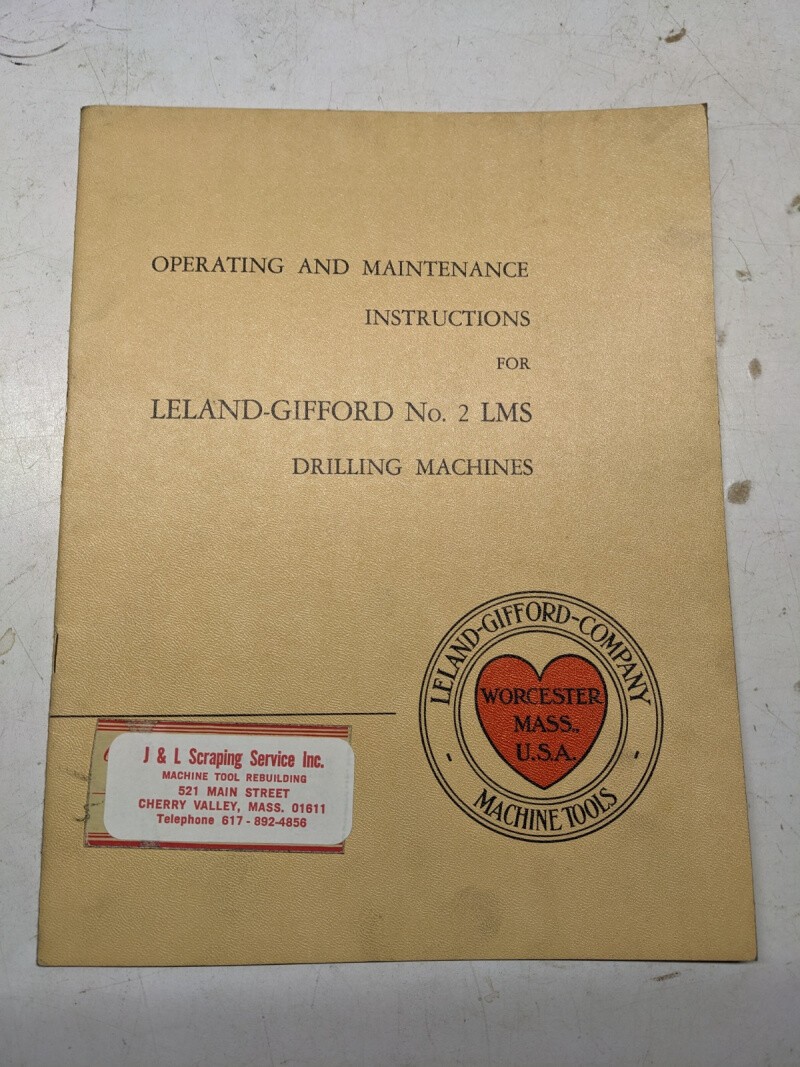 OPERATING AND MAINTENANCE
INSTRUCTIONS
FOR
LELAND-GIFFORD No. 2 LMS
DRILLING MACHINES
LELAND-GIFFORD-COMPANY
WORCESTER
MASS.,
U.S.A.
- MACHINE TOOLS -
J & L Scraping Service Inc.
MACHINE TOOL REBUILDING
521 MAIN STREET
CHERRY VALLEY, MASS. 01611
Telephone 617-892-4856